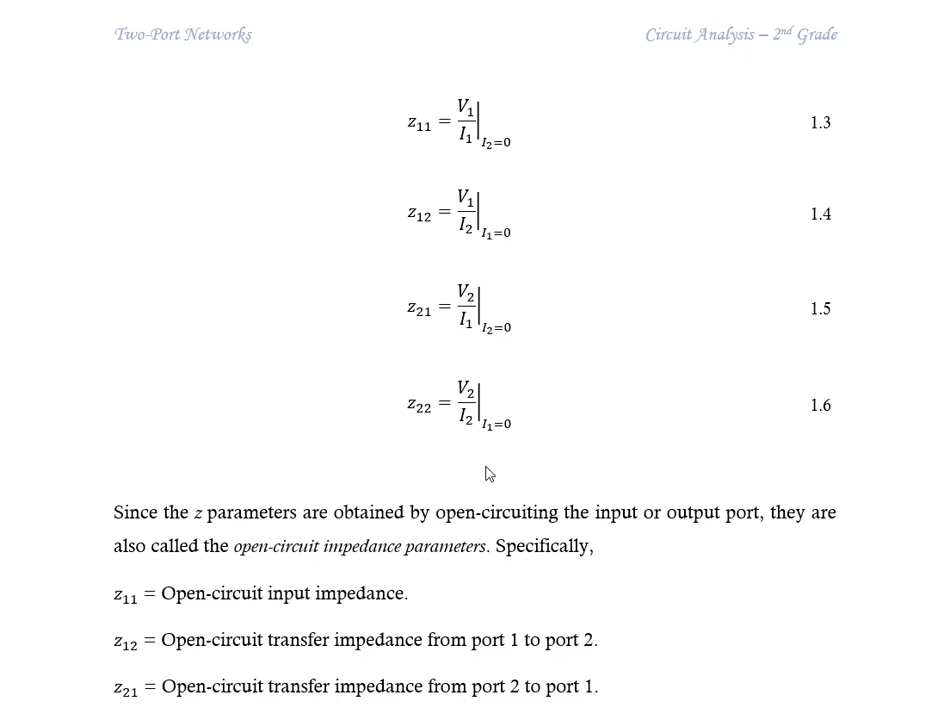 Two-Port Networks Circuit Analysis – 2nd Grade
z11 = V1/I1 |I2=0 1.3
z12 = V1/I2 |I1=0 1.4
z21 = V2/I1 |I2=0 1.5
z22 = V2/I2 |I1=0 1.6
Since the z parameters are obtained by open-circuiting the input or output port, they are
also called the open-circuit impedance parameters. Specifically,
z11 = Open-circuit input impedance.
z12 = Open-circuit transfer impedance from port 1 to port 2.
z21 = Open-circuit transfer impedance from port 2 to port 1.